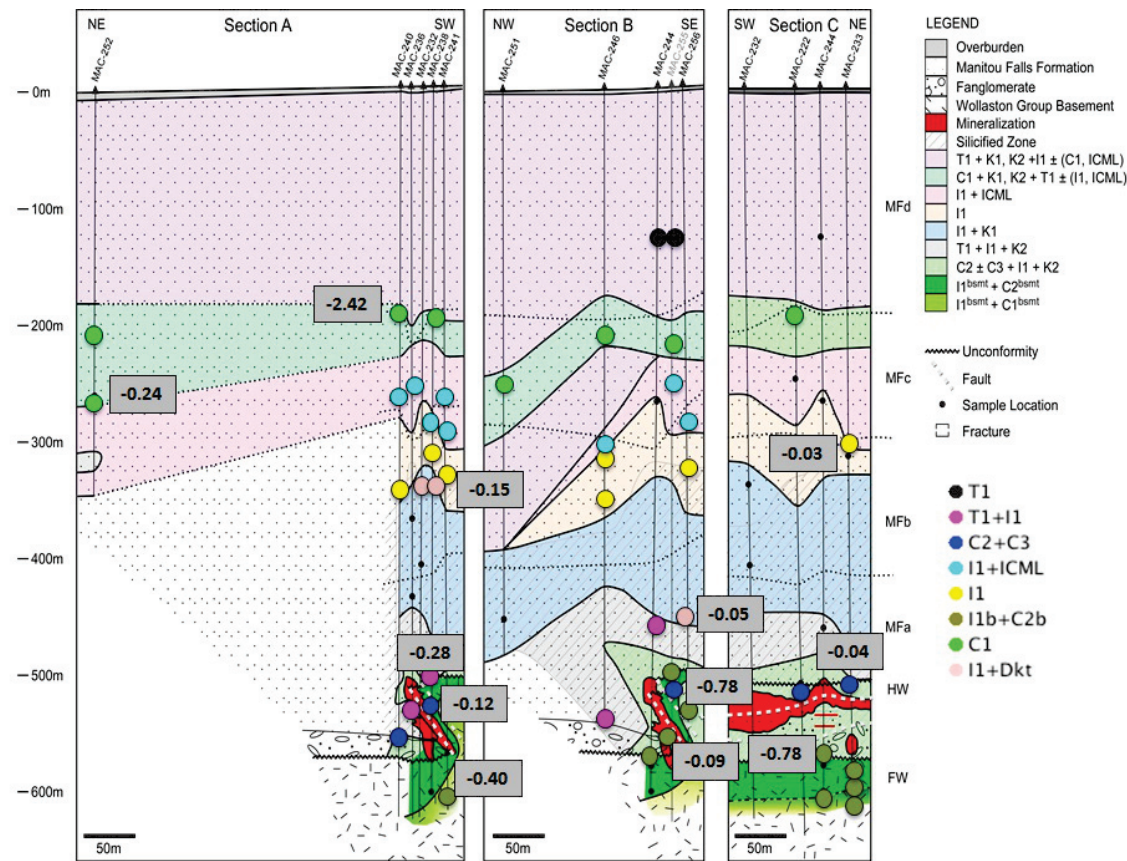 NE Section A SW
MAC-252
MAC-240
MAC-236
MAC-232
MAC-238
MAC-241
NW Section B SE
MAC-251
MAC-246
MAC-244
MAC-255
MAC-256
SW Section C NE
MAC-232
MAC-222
MAC-244
MAC-233
0m
100m
200m
300m
400m
500m
600m
-2.42
-0.24
-0.15
-0.28
-0.12
-0.40
-0.05
-0.78
-0.09
-0.03
-0.04
-0.78
50m
50m
50m
MFd
MFc
MFb
MFa
HW
FW
LEGEND
Overburden
Manitou Falls Formation
Fanglomerate
Wollaston Group Basement
Mineralization
Silicified Zone
T1 + K1, K2 +I1 ± (C1, ICML)
C1 + K1, K2 + T1 ± (I1, ICML)
I1 + ICML
I1
I1 + K1
T1 + I1 + K2
C2 ± C3 + I1 + K2
I1bsmt + C2bsmt
I1bsmt + C1bsmt
Unconformity
Fault
Sample Location
Fracture
T1
T1+I1
C2+C3
I1+ICML
I1
I1b+C2b
C1
I1+Dkt